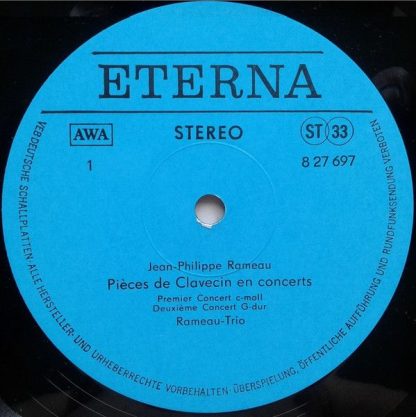 ETERNA
AWA
STEREO
ST 33
1
8 27 697
Jean-Philippe Rameau
Pièces de Clavecin en concerts
Premier Concert c-moll
Deuxième Concert G-dur
Rameau-Trio
VEB DEUTSCHE SCHALLPLATTEN · ALLE HERSTELLER- UND URHEBERRECHTE VORBEHALTEN · ÜBERSPIELUNG, ÖFFENTLICHE AUFFÜHRUNG UND RUNDFUNKSENDUNG VERBOTEN